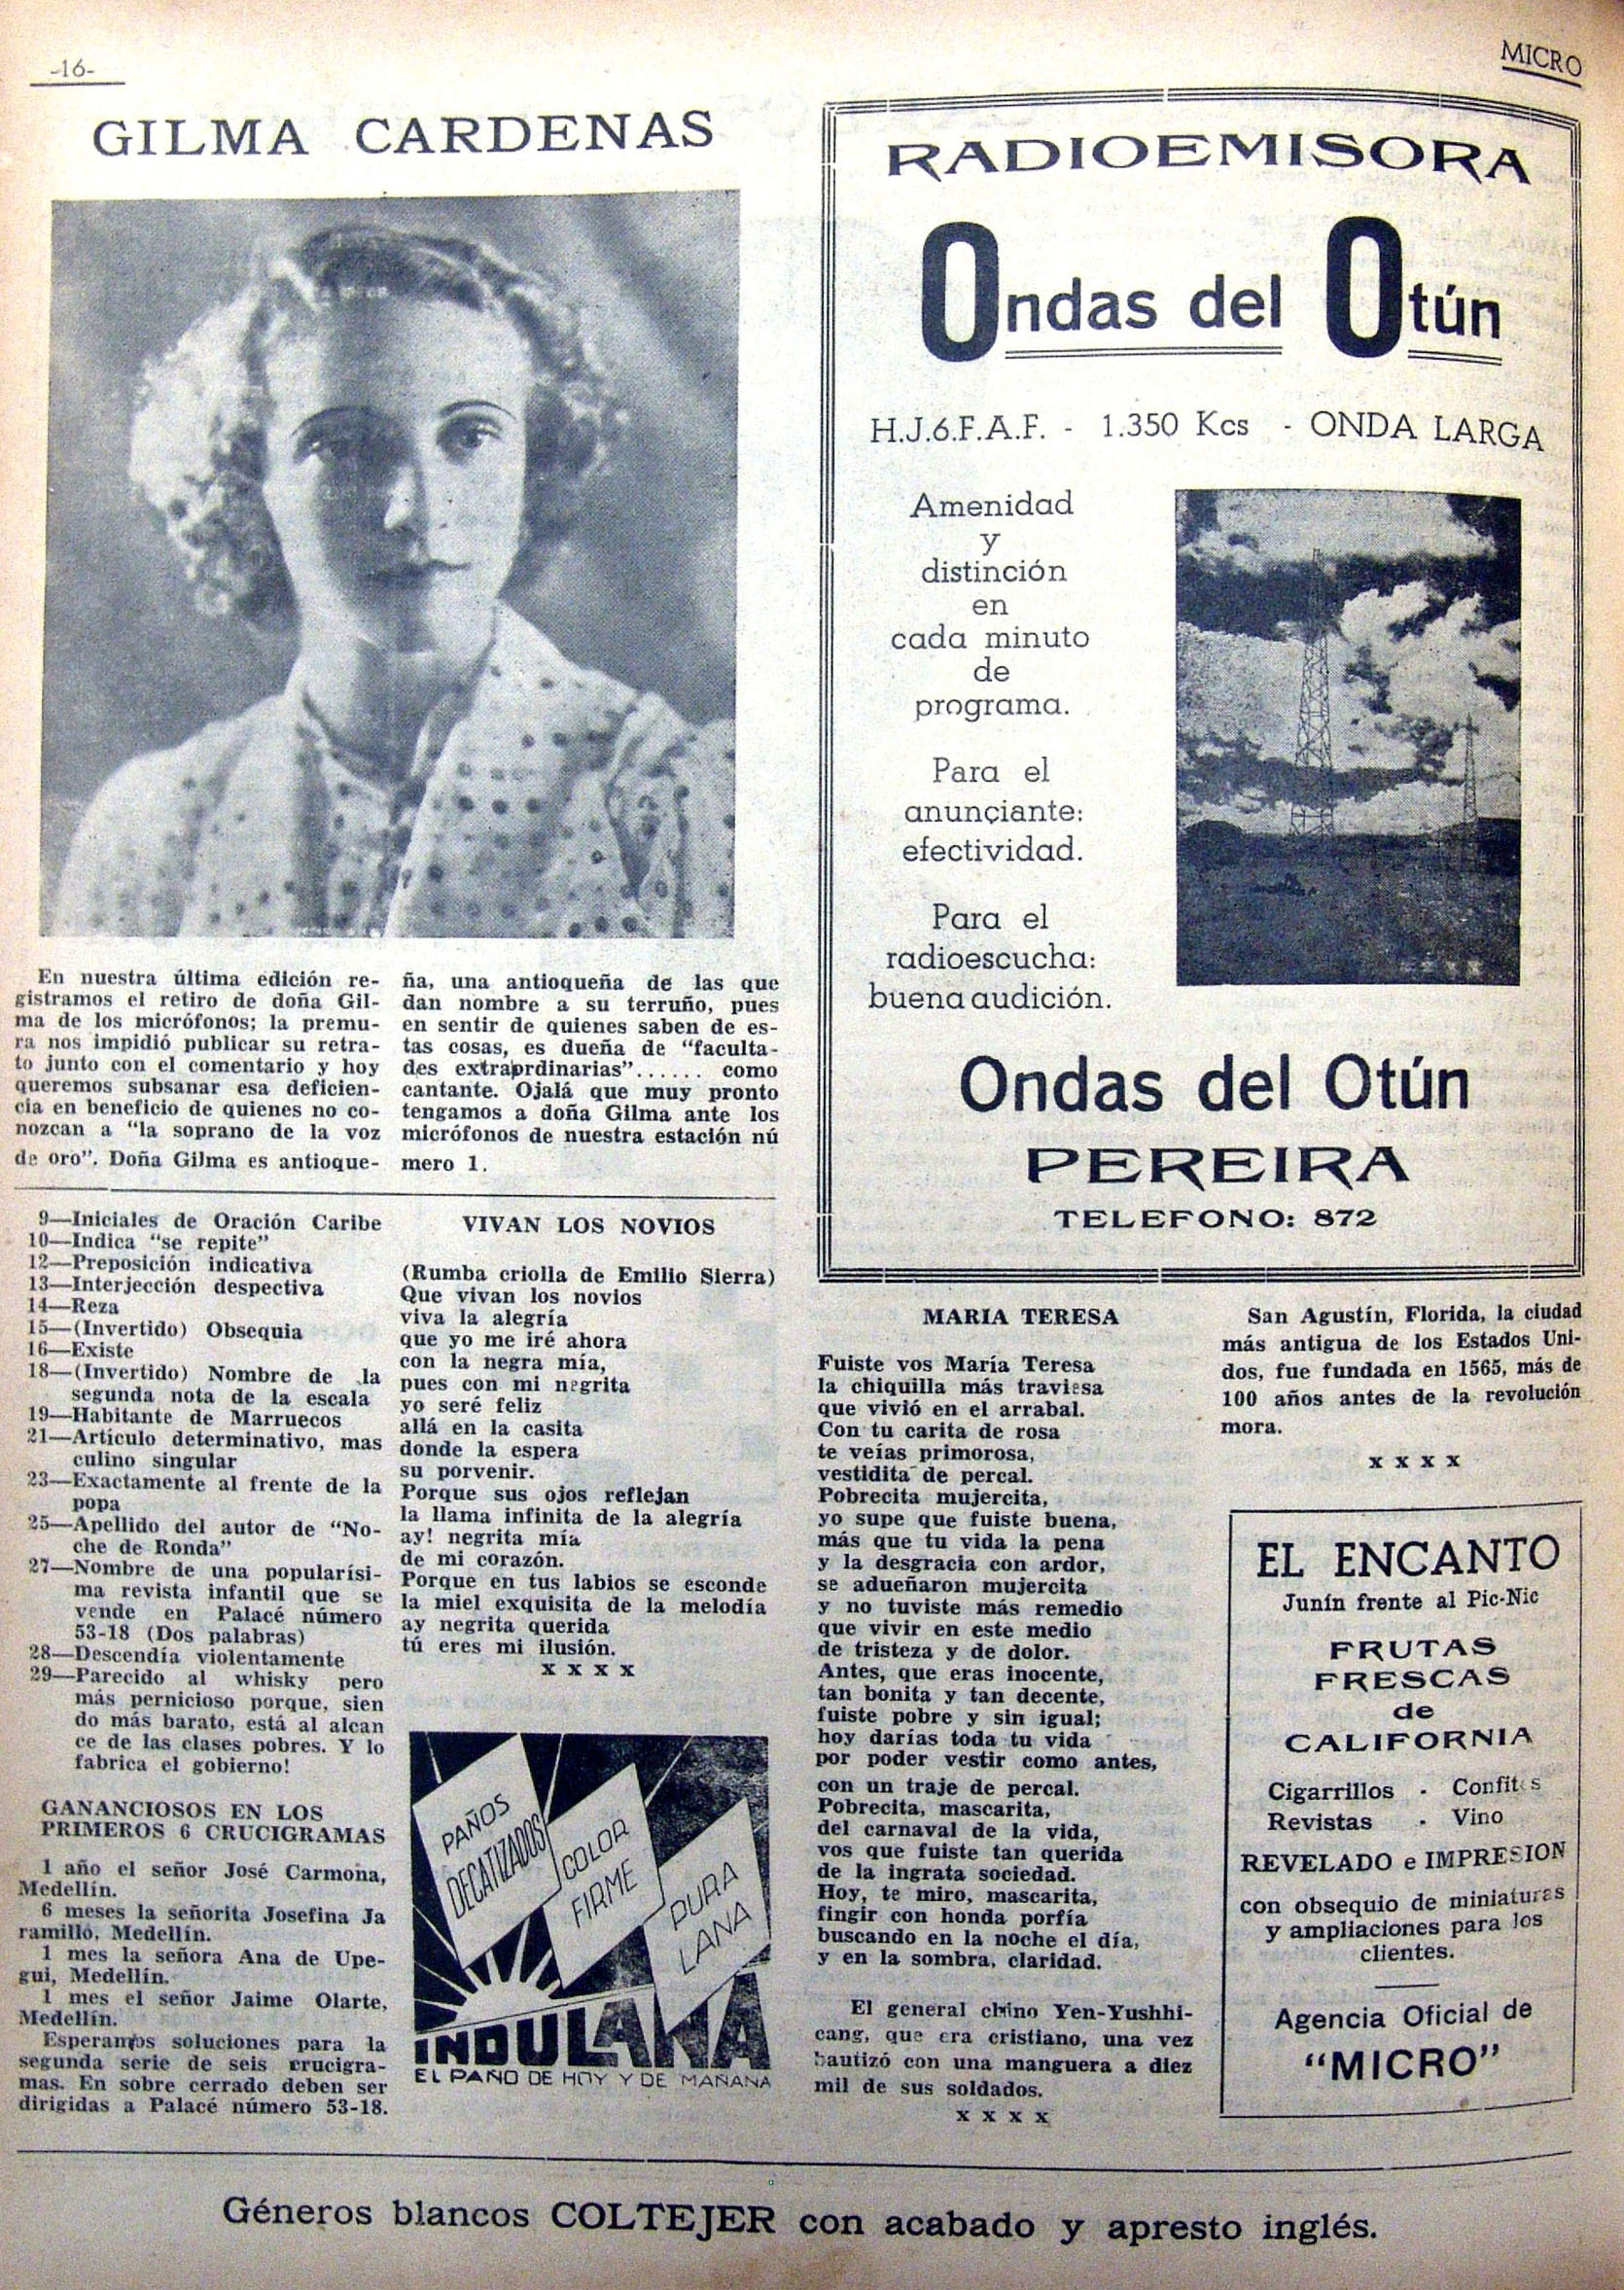 -16-
MICRO
GILMA CARDENAS
En nuestra última edición re-
gistramos el retiro de doña Gil-
ma de los micrófonos; la premu-
ra nos impidió publicar su retra-
to junto con el comentario y hoy
queremos subsanar esa deficien-
cia en beneficio de quienes no co-
nozcan a "la soprano de la voz
de oro". Doña Gilma es antioque-
ña, una antioqueña de las que
dan nombre a su terruño, pues
en sentir de quienes saben de es-
tas cosas, es dueña de "faculta-
des extraprdinarias"...... como
cantante. Ojalá que muy pronto
tengamos a doña Gilma ante los
micrófonos de nuestra estación nú
mero 1.
9—Iniciales de Oración Caribe
10—Indica "se repite"
12—Preposición indicativa
13—Interjección despectiva
14—Reza
15—(Invertido) Obsequia
16—Existe
18—(Invertido) Nombre de la
segunda nota de la escala
19—Habitante de Marruecos
21—Artículo determinativo, mas
culino singular
23—Exactamente al frente de la
popa
25—Apellido del autor de "No-
che de Ronda"
27—Nombre de una popularísi-
ma revista infantil que se
vende en Palacé número
53-18 (Dos palabras)
28—Descendía violentamente
29—Parecido al whisky pero
más pernicioso porque, sien
do más barato, está al alcan
ce de las clases pobres. Y lo
fabrica el gobierno!
GANANCIOSOS EN LOS
PRIMEROS 6 CRUCIGRAMAS
1 año el señor José Carmona,
Medellín.
6 meses la señorita Josefina Ja
ramillo, Medellín.
1 mes la señora Ana de Upe-
gui, Medellín.
1 mes el señor Jaime Olarte,
Medellín.
Esperamos soluciones para la
segunda serie de seis crucigra-
mas. En sobre cerrado deben ser
dirigidas a Palacé número 53-18.
VIVAN LOS NOVIOS
(Rumba criolla de Emilio Sierra)
Que vivan los novios
viva la alegría
que yo me iré ahora
con la negra mía,
pues con mi negrita
yo seré feliz
allá en la casita
donde la espera
su porvenir.
Porque sus ojos reflejan
la llama infinita de la alegría
ay! negrita mía
de mi corazón.
Porque en tus labios se esconde
la miel exquisita de la melodía
ay negrita querida
tú eres mi ilusión.
x x x x
PAÑOS
DECATIZADOS
COLOR
FIRME
PURA
LANA
INDULANA
EL PAÑO DE HOY Y DE MAÑANA
RADIOEMISORA
Ondas del Otún
H.J.6.F.A.F. - 1.350 Kcs - ONDA LARGA
Amenidad
y
distinción
en
cada minuto
de
programa.
Para el
anunciante:
efectividad.
Para el
radioescucha:
buena audición.
Ondas del Otún
PEREIRA
TELEFONO: 872
MARIA TERESA
Fuiste vos María Teresa
la chiquilla más traviesa
que vivió en el arrabal.
Con tu carita de rosa
te veías primorosa,
vestidita de percal.
Pobrecita mujercita,
yo supe que fuiste buena,
más que tu vida la pena
y la desgracia con ardor,
se adueñaron mujercita
y no tuviste más remedio
que vivir en este medio
de tristeza y de dolor.
Antes, que eras inocente,
tan bonita y tan decente,
fuiste pobre y sin igual;
hoy darías toda tu vida
por poder vestir como antes,
con un traje de percal.
Pobrecita, mascarita,
del carnaval de la vida,
vos que fuiste tan querida
de la ingrata sociedad.
Hoy, te miro, mascarita,
fingir con honda porfía
buscando en la noche el día,
y en la sombra, claridad.
El general chino Yen-Yushhi-
cang, que era cristiano, una vez
bautizó con una manguera a diez
mil de sus soldados.
x x x x
San Agustín, Florida, la ciudad
más antigua de los Estados Uni-
dos, fue fundada en 1565, más de
100 años antes de la revolución
mora.
x x x x
EL ENCANTO
Junín frente al Pic-Nic
FRUTAS
FRESCAS
de
CALIFORNIA
Cigarrillos - Confites
Revistas - Vino
REVELADO e IMPRESION
con obsequio de miniaturas
y ampliaciones para los
clientes.
Agencia Oficial de
"MICRO"
Géneros blancos COLTEJER con acabado y apresto inglés.